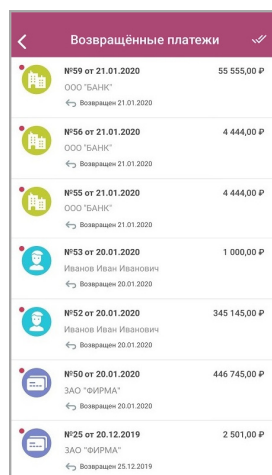 Возвращённые платежи
№59 от 21.01.2020 55 555,00 ₽
ООО "БАНК"
Возвращен 21.01.2020
№56 от 21.01.2020 4 444,00 ₽
ООО "БАНК"
Возвращен 21.01.2020
№55 от 21.01.2020 4 444,00 ₽
ООО "БАНК"
Возвращен 21.01.2020
№53 от 20.01.2020 1 000,00 ₽
Иванов Иван Иванович
Возвращен 20.01.2020
№52 от 20.01.2020 345 145,00 ₽
Иванов Иван Иванович
Возвращен 20.01.2020
№50 от 20.01.2020 446 745,00 ₽
ЗАО "ФИРМА"
Возвращен 20.01.2020
№25 от 20.12.2019 2 501,00 ₽
ЗАО "ФИРМА"
Возвращен 25.12.2019